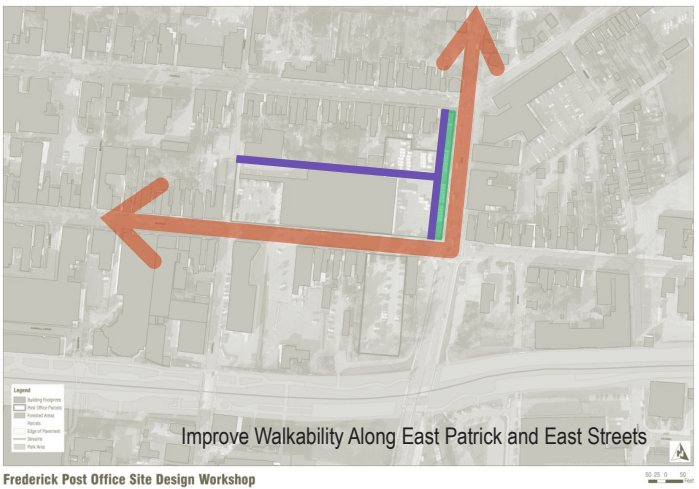 Legend
Building Footprints
Post Office Parcels
Forested Areas
Parcels
Edge of Pavement
Streams
Park Area
Improve Walkability Along East Patrick and East Streets
Frederick Post Office Site Design Workshop
50 25 0 50
Feet